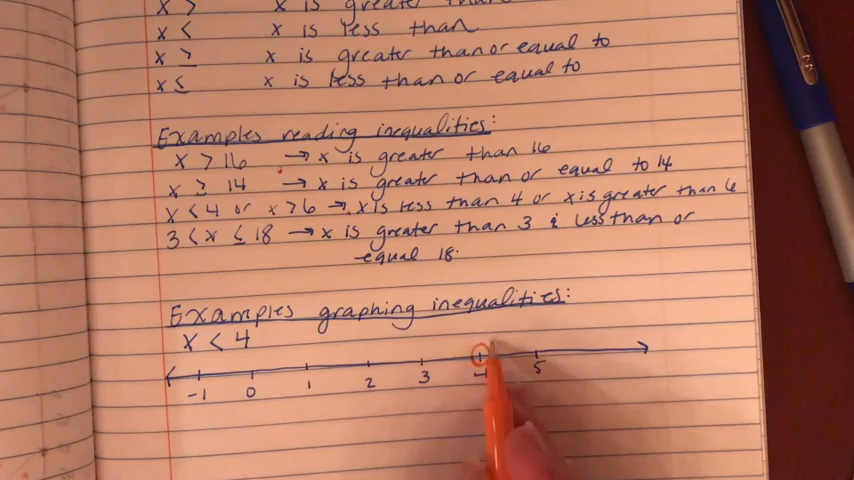 x > x is greater than
x < x is less than
x ≥ x is greater than or equal to
x ≤ x is less than or equal to
Examples reading inequalities:
x > 16 → x is greater than 16
x ≥ 14 → x is greater than or equal to 14
x < 4 or x > 6 → x is less than 4 or x is greater than 6
3 < x ≤ 18 → x is greater than 3 & less than or
equal 18.
Examples graphing inequalities:
x < 4
-1 0 1 2 3 4 5